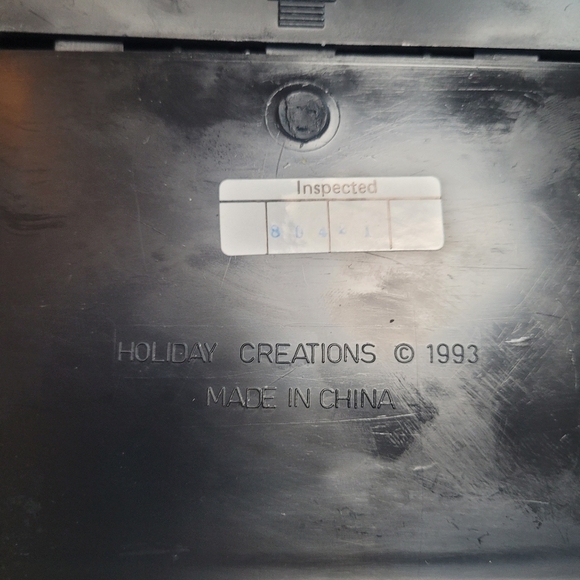 Inspected
HOLIDAY CREATIONS © 1993
MADE IN CHINA